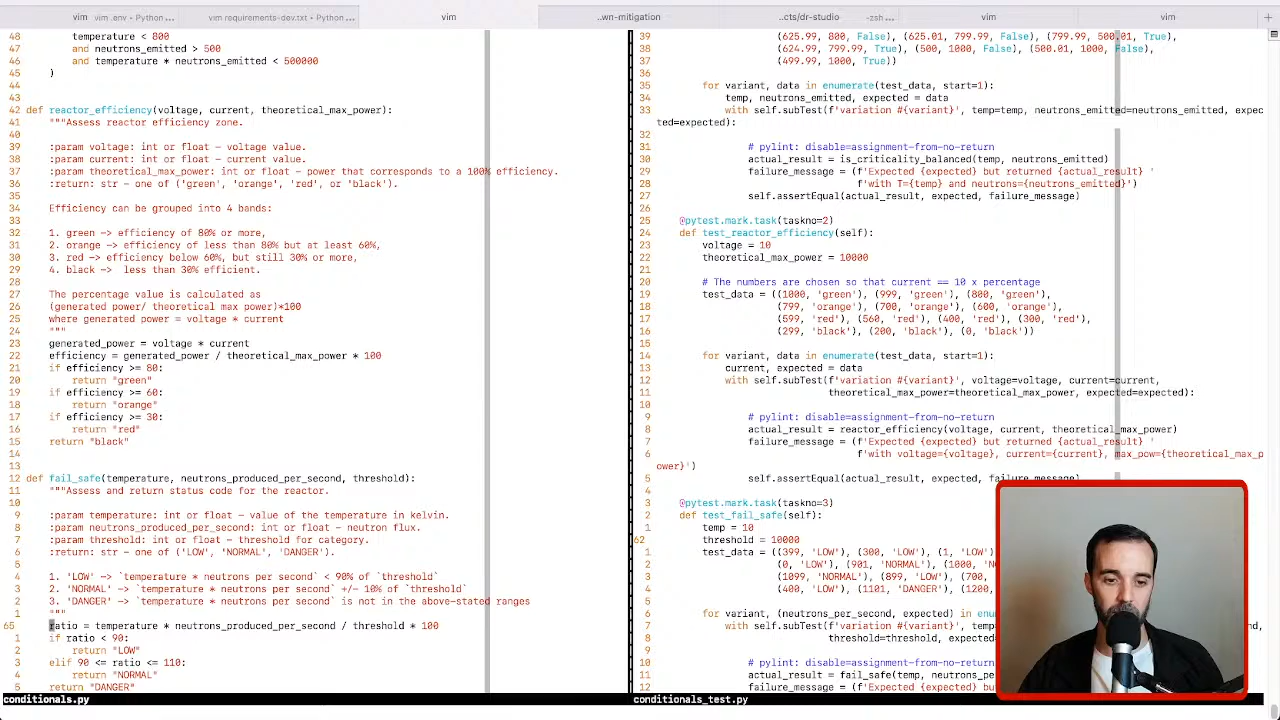 vim vim .env • Python ...
vim requirements-dev.txt • Python ...
vim
..wn-mitigation
..cts/dr-studio -zsh ...
vim
vim
+
48 temperature < 800
47 and neutrons_emitted > 500
46 and temperature * neutrons_emitted < 500000
45 )
44
43
42 def reactor_efficiency(voltage, current, theoretical_max_power):
41 """Assess reactor efficiency zone.
40
39 :param voltage: int or float - voltage value.
38 :param current: int or float - current value.
37 :param theoretical_max_power: int or float - power that corresponds to a 100% efficiency.
36 :return: str - one of ('green', 'orange', 'red', or 'black').
35
34 Efficiency can be grouped into 4 bands:
33
32 1. green -> efficiency of 80% or more,
31 2. orange -> efficiency of less than 80% but at least 60%,
30 3. red -> efficiency below 60%, but still 30% or more,
29 4. black ->  less than 30% efficient.
28
27 The percentage value is calculated as
26 (generated power/ theoretical max power)*100
25 where generated power = voltage * current
24 """
23 generated_power = voltage * current
22 efficiency = generated_power / theoretical_max_power * 100
21 if efficiency >= 80:
20 return "green"
19 if efficiency >= 60:
18 return "orange"
17 if efficiency >= 30:
16 return "red"
15 return "black"
14
13
12 def fail_safe(temperature, neutrons_produced_per_second, threshold):
11 """Assess and return status code for the reactor.
10
9 :param temperature: int or float - value of the temperature in kelvin.
8 :param neutrons_produced_per_second: int or float - neutron flux.
7 :param threshold: int or float - threshold for category.
6 :return: str - one of ('LOW', 'NORMAL', 'DANGER').
5
4 1. 'LOW' -> `temperature * neutrons per second` < 90% of `threshold`
3 2. 'NORMAL' -> `temperature * neutrons per second` +/- 10% of `threshold`
2 3. 'DANGER' -> `temperature * neutrons per second` is not in the above-stated ranges
1 """
65 ratio = temperature * neutrons_produced_per_second / threshold * 100
1 if ratio < 90:
2 return "LOW"
3 elif 90 <= ratio <= 110:
4 return "NORMAL"
5 return "DANGER"
conditionals.py
39 (625.99, 800, False), (625.01, 799.99, False), (799.99, 500.01, True),
38 (624.99, 799.99, True), (500, 1000, False), (500.01, 1000, False),
37 (499.99, 1000, True))
36
35 for variant, data in enumerate(test_data, start=1):
34 temp, neutrons_emitted, expected = data
33 with self.subTest(f'variation #{variant}', temp=temp, neutrons_emitted=neutrons_emitted, expec
ted=expected):
32
31 # pylint: disable=assignment-from-no-return
30 actual_result = is_criticality_balanced(temp, neutrons_emitted)
29 failure_message = (f'Expected {expected} but returned {actual_result} '
28 f'with T={temp} and neutrons={neutrons_emitted}')
27 self.assertEqual(actual_result, expected, failure_message)
26
25 @pytest.mark.task(taskno=2)
24 def test_reactor_efficiency(self):
23 voltage = 10
22 theoretical_max_power = 10000
21
20 # The numbers are chosen so that current == 10 x percentage
19 test_data = ((1000, 'green'), (999, 'green'), (800, 'green'),
18 (799, 'orange'), (700, 'orange'), (600, 'orange'),
17 (599, 'red'), (560, 'red'), (400, 'red'), (300, 'red'),
16 (299, 'black'), (200, 'black'), (0, 'black'))
15
14 for variant, data in enumerate(test_data, start=1):
13 current, expected = data
12 with self.subTest(f'variation #{variant}', voltage=voltage, current=current,
11 theoretical_max_power=theoretical_max_power, expected=expected):
10
9 # pylint: disable=assignment-from-no-return
8 actual_result = reactor_efficiency(voltage, current, theoretical_max_power)
7 failure_message = (f'Expected {expected} but returned {actual_result} '
6 f'with voltage={voltage}, current={current}, max_pow={theoretical_max_p
ower}')
5 self.assertEqual(actual_result, expected, failure_message)
4
3 @pytest.mark.task(taskno=3)
2 def test_fail_safe(self):
1 temp = 10
62 threshold = 10000
1 test_data = ((399, 'LOW'), (300, 'LOW'), (1, 'LOW'
2 (0, 'LOW'), (901, 'NORMAL'), (1000,
3 (1099, 'NORMAL'), (899, 'LOW'), (700,
4 (400, 'LOW'), (1101, 'DANGER'), (1200,
5
6 for variant, (neutrons_per_second, expected) in
7 with self.subTest(f'variation #{variant}',
8 threshold=threshold,
9
10 # pylint: disable=assignment-from-no-return
11 actual_result = fail_safe(temp,
12 failure_message = (f'Expected {expected} but
conditionals_test.py